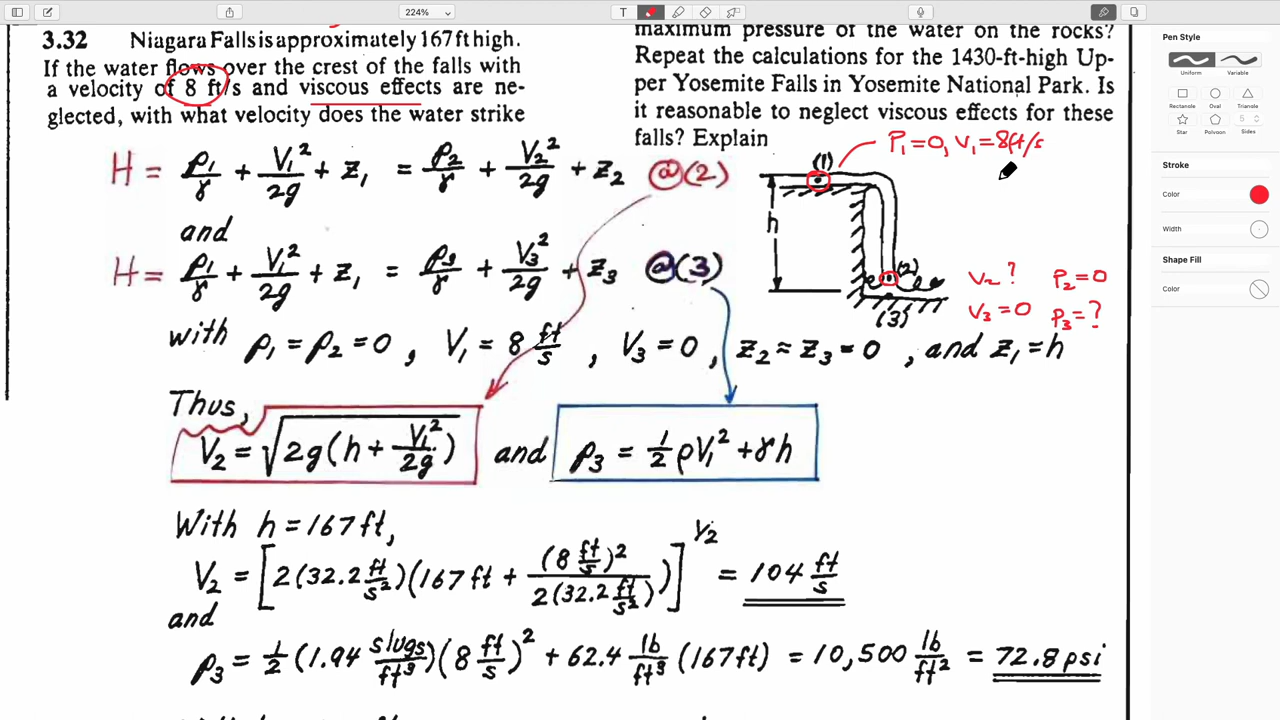 224%
T
3.32 Niagara Falls is approximately 167 ft high.
If the water flows over the crest of the falls with
a velocity of 8 ft/s and viscous effects are ne-
glected, with what velocity does the water strike
maximum pressure of the water on the rocks?
Repeat the calculations for the 1430-ft-high Up-
per Yosemite Falls in Yosemite National Park. Is
it reasonable to neglect viscous effects for these
falls? Explain
H = p₁/γ + V₁²/2g + z₁ = p₂/γ + V₂²/2g + z₂ @(2)
and
H = p₁/γ + V₁²/2g + z₁ = p₃/γ + V₃²/2g + z₃ @(3)
(1) P₁=0, V₁=8ft/s
h
(2)
V₂? P₂=0
V₃=0 P₃=?
(3)
with p₁=p₂=0, V₁=8 ft/s, V₃=0, z₂≈z₃=0, and z₁=h
Thus,
V₂ = √(2g(h + V₁²/2g)) and p₃ = ½ρV₁² + γh
With h=167ft,
V₂ = [2(32.2 ft/s²)(167 ft + (8 ft/s)²/2(32.2 ft/s²))]^½ = 104 ft/s
and
p₃ = ½(1.94 slugs/ft³)(8 ft/s)² + 62.4 lb/ft³ (167ft) = 10,500 lb/ft² = 72.8 psi
Pen Style
Uniform Variable
Rectangle Oval Triangle
Star Polygon 5 Sides
Stroke
Color
Width
Shape Fill
Color